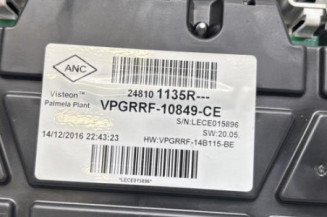 ANC
Visteon™
Palmela Plant
24810 1135R---
VPGRRF-10849-CE
S/N:LECE015896
SW:20.05.
14/12/2016 22:43:23
HW:VPGRRF-14B115-BE
*LECE015896*